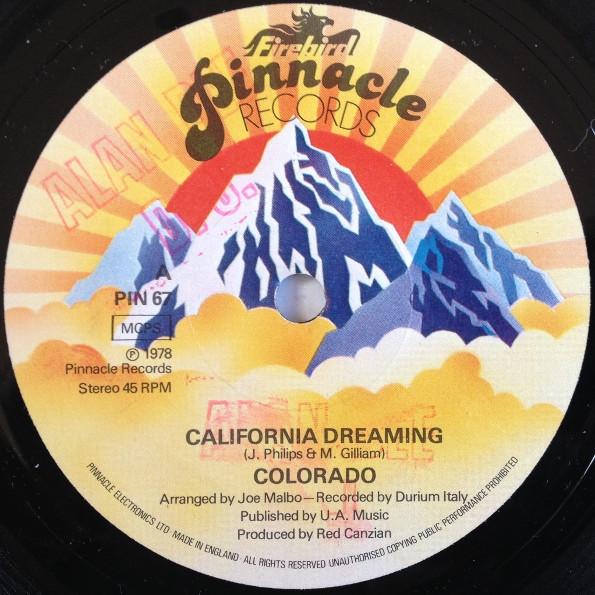 Firebird
Pinnacle
RECORDS
ALAN
A
PIN 67
MCPS
Ⓟ 1978
Pinnacle Records
Stereo 45 RPM
CALIFORNIA DREAMING
(J. Philips & M. Gilliam)
COLORADO
Arranged by Joe Malbo—Recorded by Durium Italy
Published by U.A. Music
Produced by Red Canzian
PINNACLE ELECTRONICS LTD · MADE IN ENGLAND · ALL RIGHTS RESERVED UNAUTHORISED COPYING PUBLIC PERFORMANCE PROHIBITED